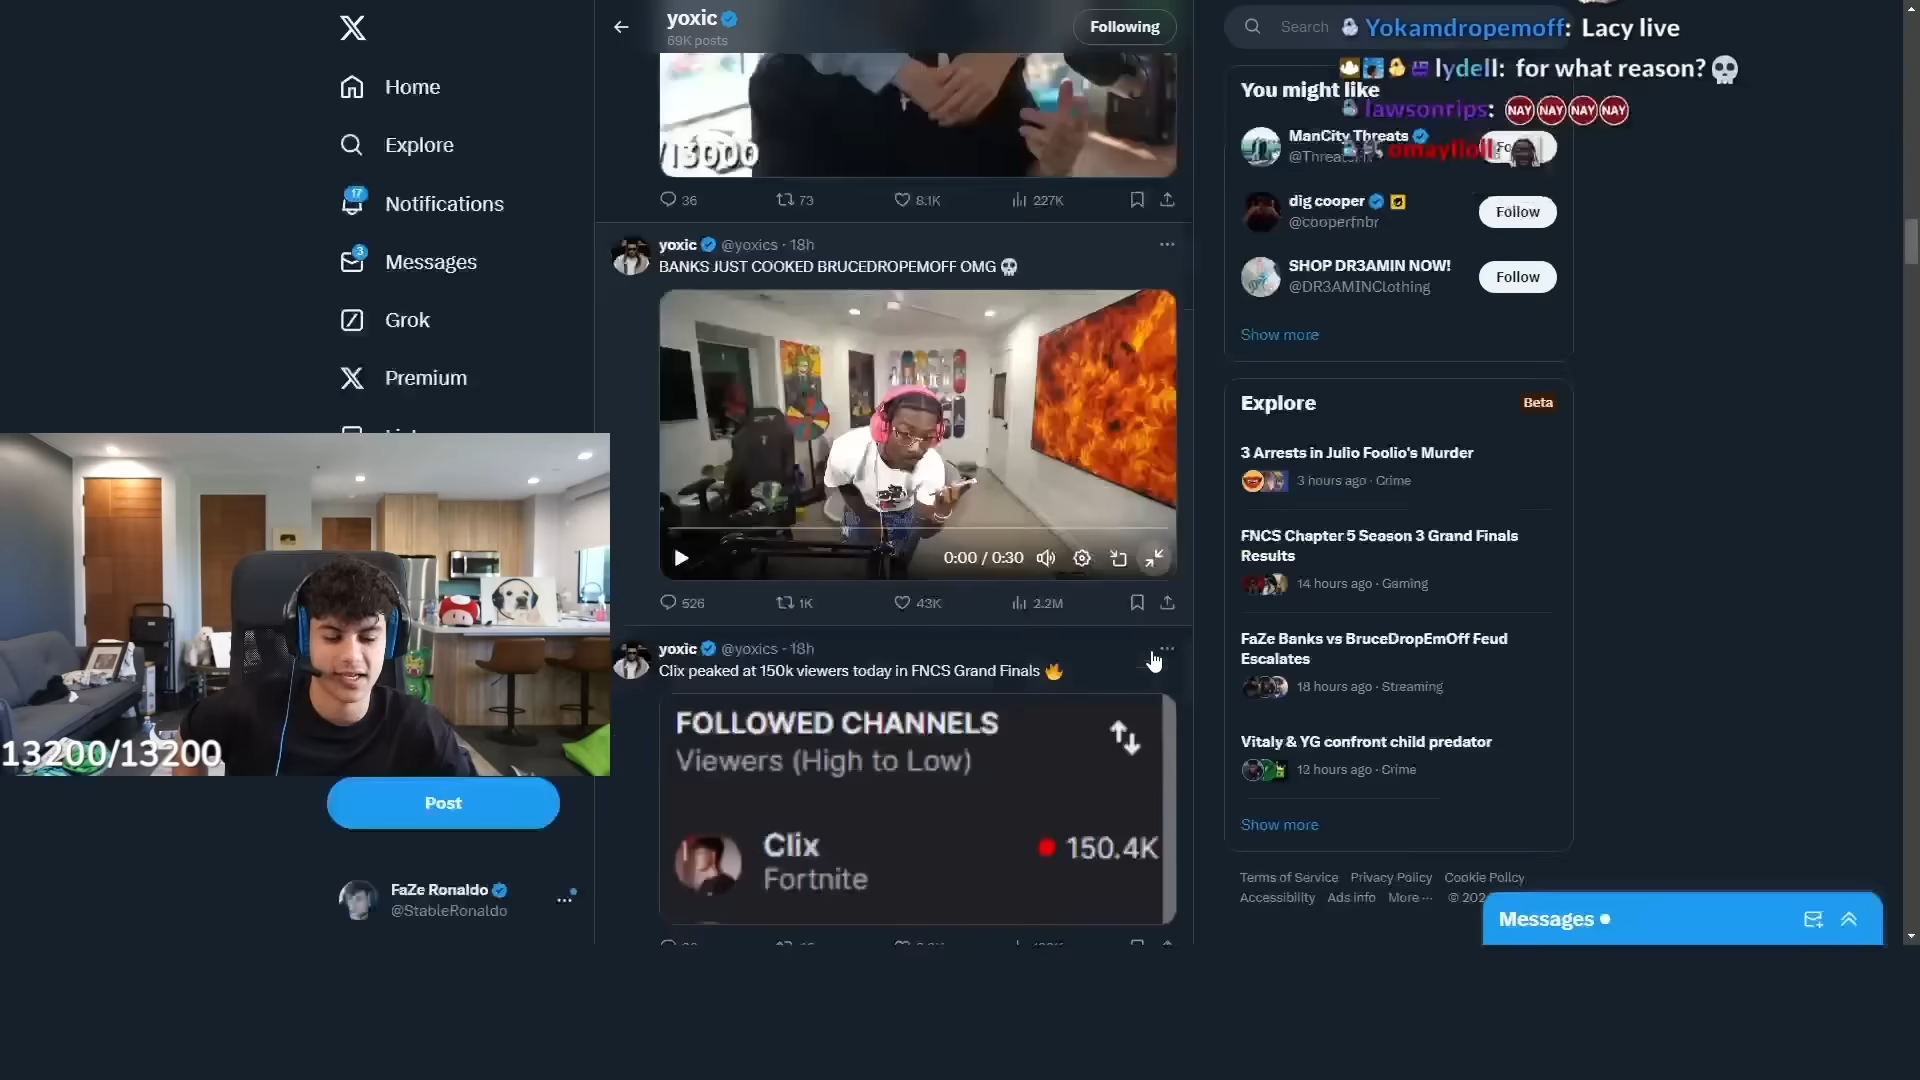 yoxic
69K posts
Following
Search
Yokamdropemoff: Lacy live
lydell: for what reason?
You might like
lawsonrips: NAY NAY NAY NAY
ManCity Threats
omaylloll
Home
Explore
17
Notifications
3
Messages
Grok
Premium
/13000
36
73
8.1K
227K
dig cooper
@cooperfnbr
Follow
SHOP DR3AMIN NOW!
@DR3AMINClothing
Follow
Show more
yoxic @yoxics · 18h
BANKS JUST COOKED BRUCEDROPEMOFF OMG 💀
0:00 / 0:30
526
1K
43K
2.2M
Explore
Beta
3 Arrests in Julio Foolio's Murder
3 hours ago · Crime
FNCS Chapter 5 Season 3 Grand Finals
Results
14 hours ago · Gaming
FaZe Banks vs BruceDropEmOff Feud
Escalates
18 hours ago · Streaming
Vitaly & YG confront child predator
12 hours ago · Crime
Show more
yoxic @yoxics · 18h
Clix peaked at 150k viewers today in FNCS Grand Finals 🔥
FOLLOWED CHANNELS
Viewers (High to Low)
Clix
150.4K
Fortnite
13200/13200
Post
FaZe Ronaldo
@StableRonaldo
Terms of Service Privacy Policy Cookie Policy
Accessibility Ads info More ···
Messages